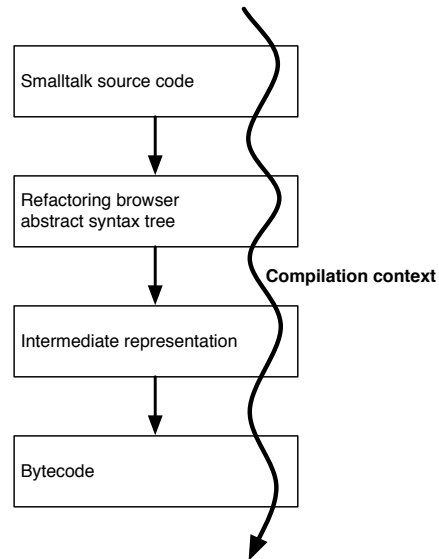 Smalltalk source code
Refactoring browser
abstract syntax tree
Compilation context
Intermediate representation
Bytecode